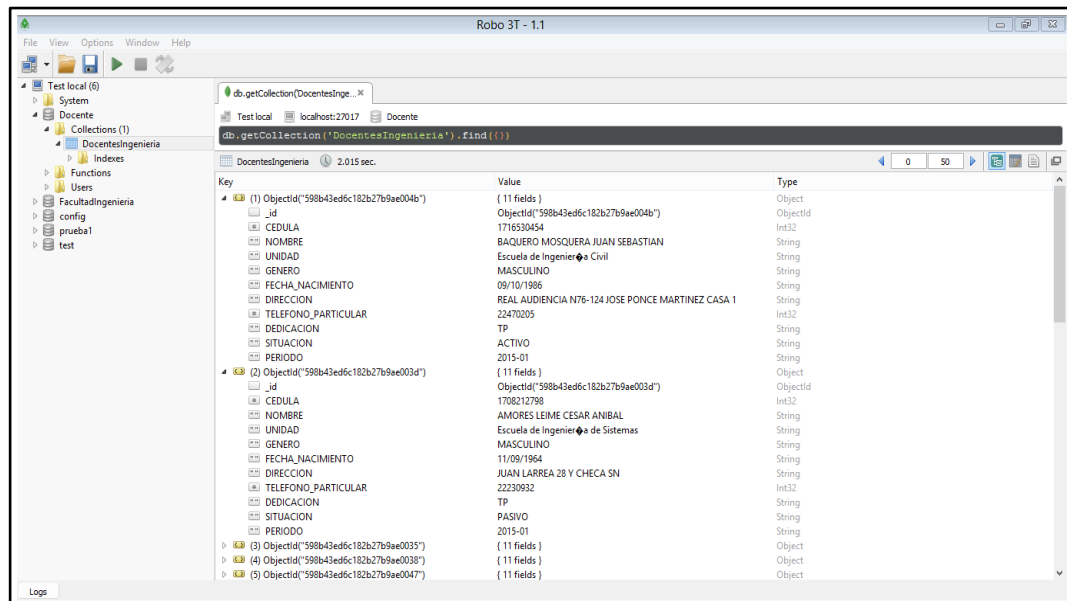 Robo 3T - 1.1
File View Options Window Help
Test local (6)
System
Docente
Collections (1)
DocentesIngenieria
Indexes
Functions
Users
FacultadIngenieria
config
prueba1
test
db.getCollection('DocentesInge...
Test local localhost:27017 Docente
db.getCollection('DocentesIngenieria').find({})
DocentesIngenieria 2.015 sec. 0 50
Key Value Type
(1) ObjectId("598b43ed6c182b27b9ae004b") { 11 fields } Object
_id ObjectId("598b43ed6c182b27b9ae004b") ObjectId
CEDULA 1716530454 Int32
NOMBRE BAQUERO MOSQUERA JUAN SEBASTIAN String
UNIDAD Escuela de Ingenier�a Civil String
GENERO MASCULINO String
FECHA_NACIMIENTO 09/10/1986 String
DIRECCION REAL AUDIENCIA N76-124 JOSE PONCE MARTINEZ CASA 1 String
TELEFONO_PARTICULAR 22470205 Int32
DEDICACION TP String
SITUACION ACTIVO String
PERIODO 2015-01 String
(2) ObjectId("598b43ed6c182b27b9ae003d") { 11 fields } Object
_id ObjectId("598b43ed6c182b27b9ae003d") ObjectId
CEDULA 1708212798 Int32
NOMBRE AMORES LEIME CESAR ANIBAL String
UNIDAD Escuela de Ingenier�a de Sistemas String
GENERO MASCULINO String
FECHA_NACIMIENTO 11/09/1964 String
DIRECCION JUAN LARREA 28 Y CHECA SN String
TELEFONO_PARTICULAR 22230932 Int32
DEDICACION TP String
SITUACION PASIVO String
PERIODO 2015-01 String
(3) ObjectId("598b43ed6c182b27b9ae0035") { 11 fields } Object
(4) ObjectId("598b43ed6c182b27b9ae0038") { 11 fields } Object
(5) ObjectId("598b43ed6c182b27b9ae0047") { 11 fields } Object
Logs